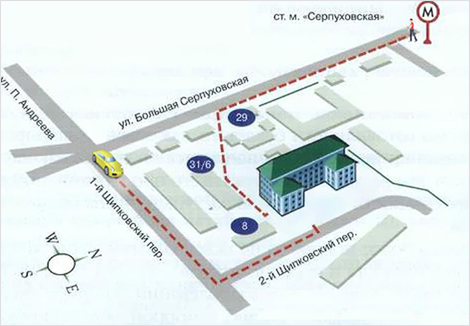 ст. м. "Серпуховская"
М
ул. Большая Серпуховская
ул. П. Андреева
29
31/6
1-й Щипковский пер.
8
2-й Щипковский пер.
W
N
S
E